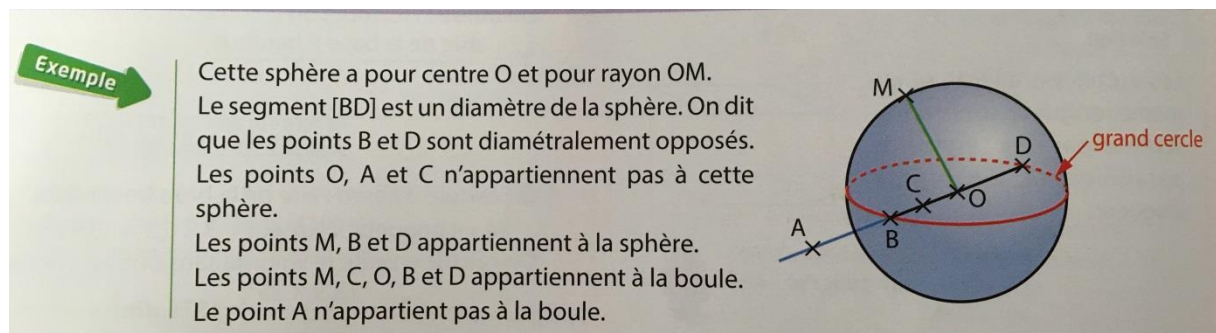 Exemple
Cette sphère a pour centre O et pour rayon OM.
Le segment [BD] est un diamètre de la sphère. On dit
que les points B et D sont diamétralement opposés.
Les points O, A et C n'appartiennent pas à cette
sphère.
Les points M, B et D appartiennent à la sphère.
Les points M, C, O, B et D appartiennent à la boule.
Le point A n'appartient pas à la boule.
M
D
grand cercle
C
O
A
B